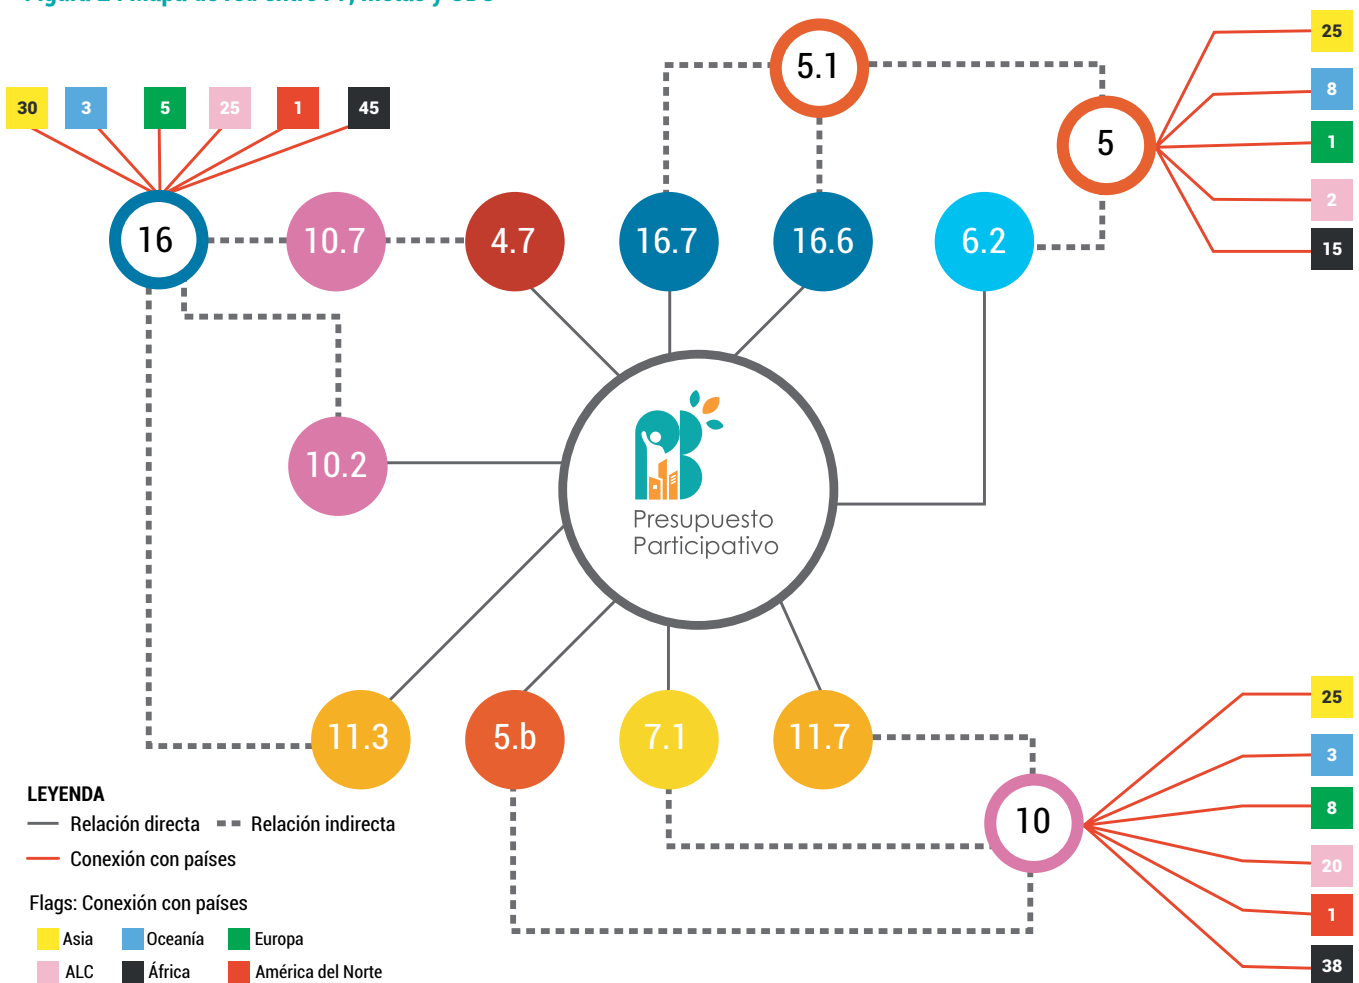 25
5.1
8
30
3
5
25
1
45
5
1
2
16
10.7
4.7
16.7
16.6
6.2
15
10.2
Presupuesto
Participativo
25
11.3
5.b
7.1
11.7
3
LEYENDA
8
Relación directa
Relación indirecta
10
Conexión con países
20
Flags: Conexión con países
1
Asia
Oceanía
Europa
38
ALC
África
América del Norte